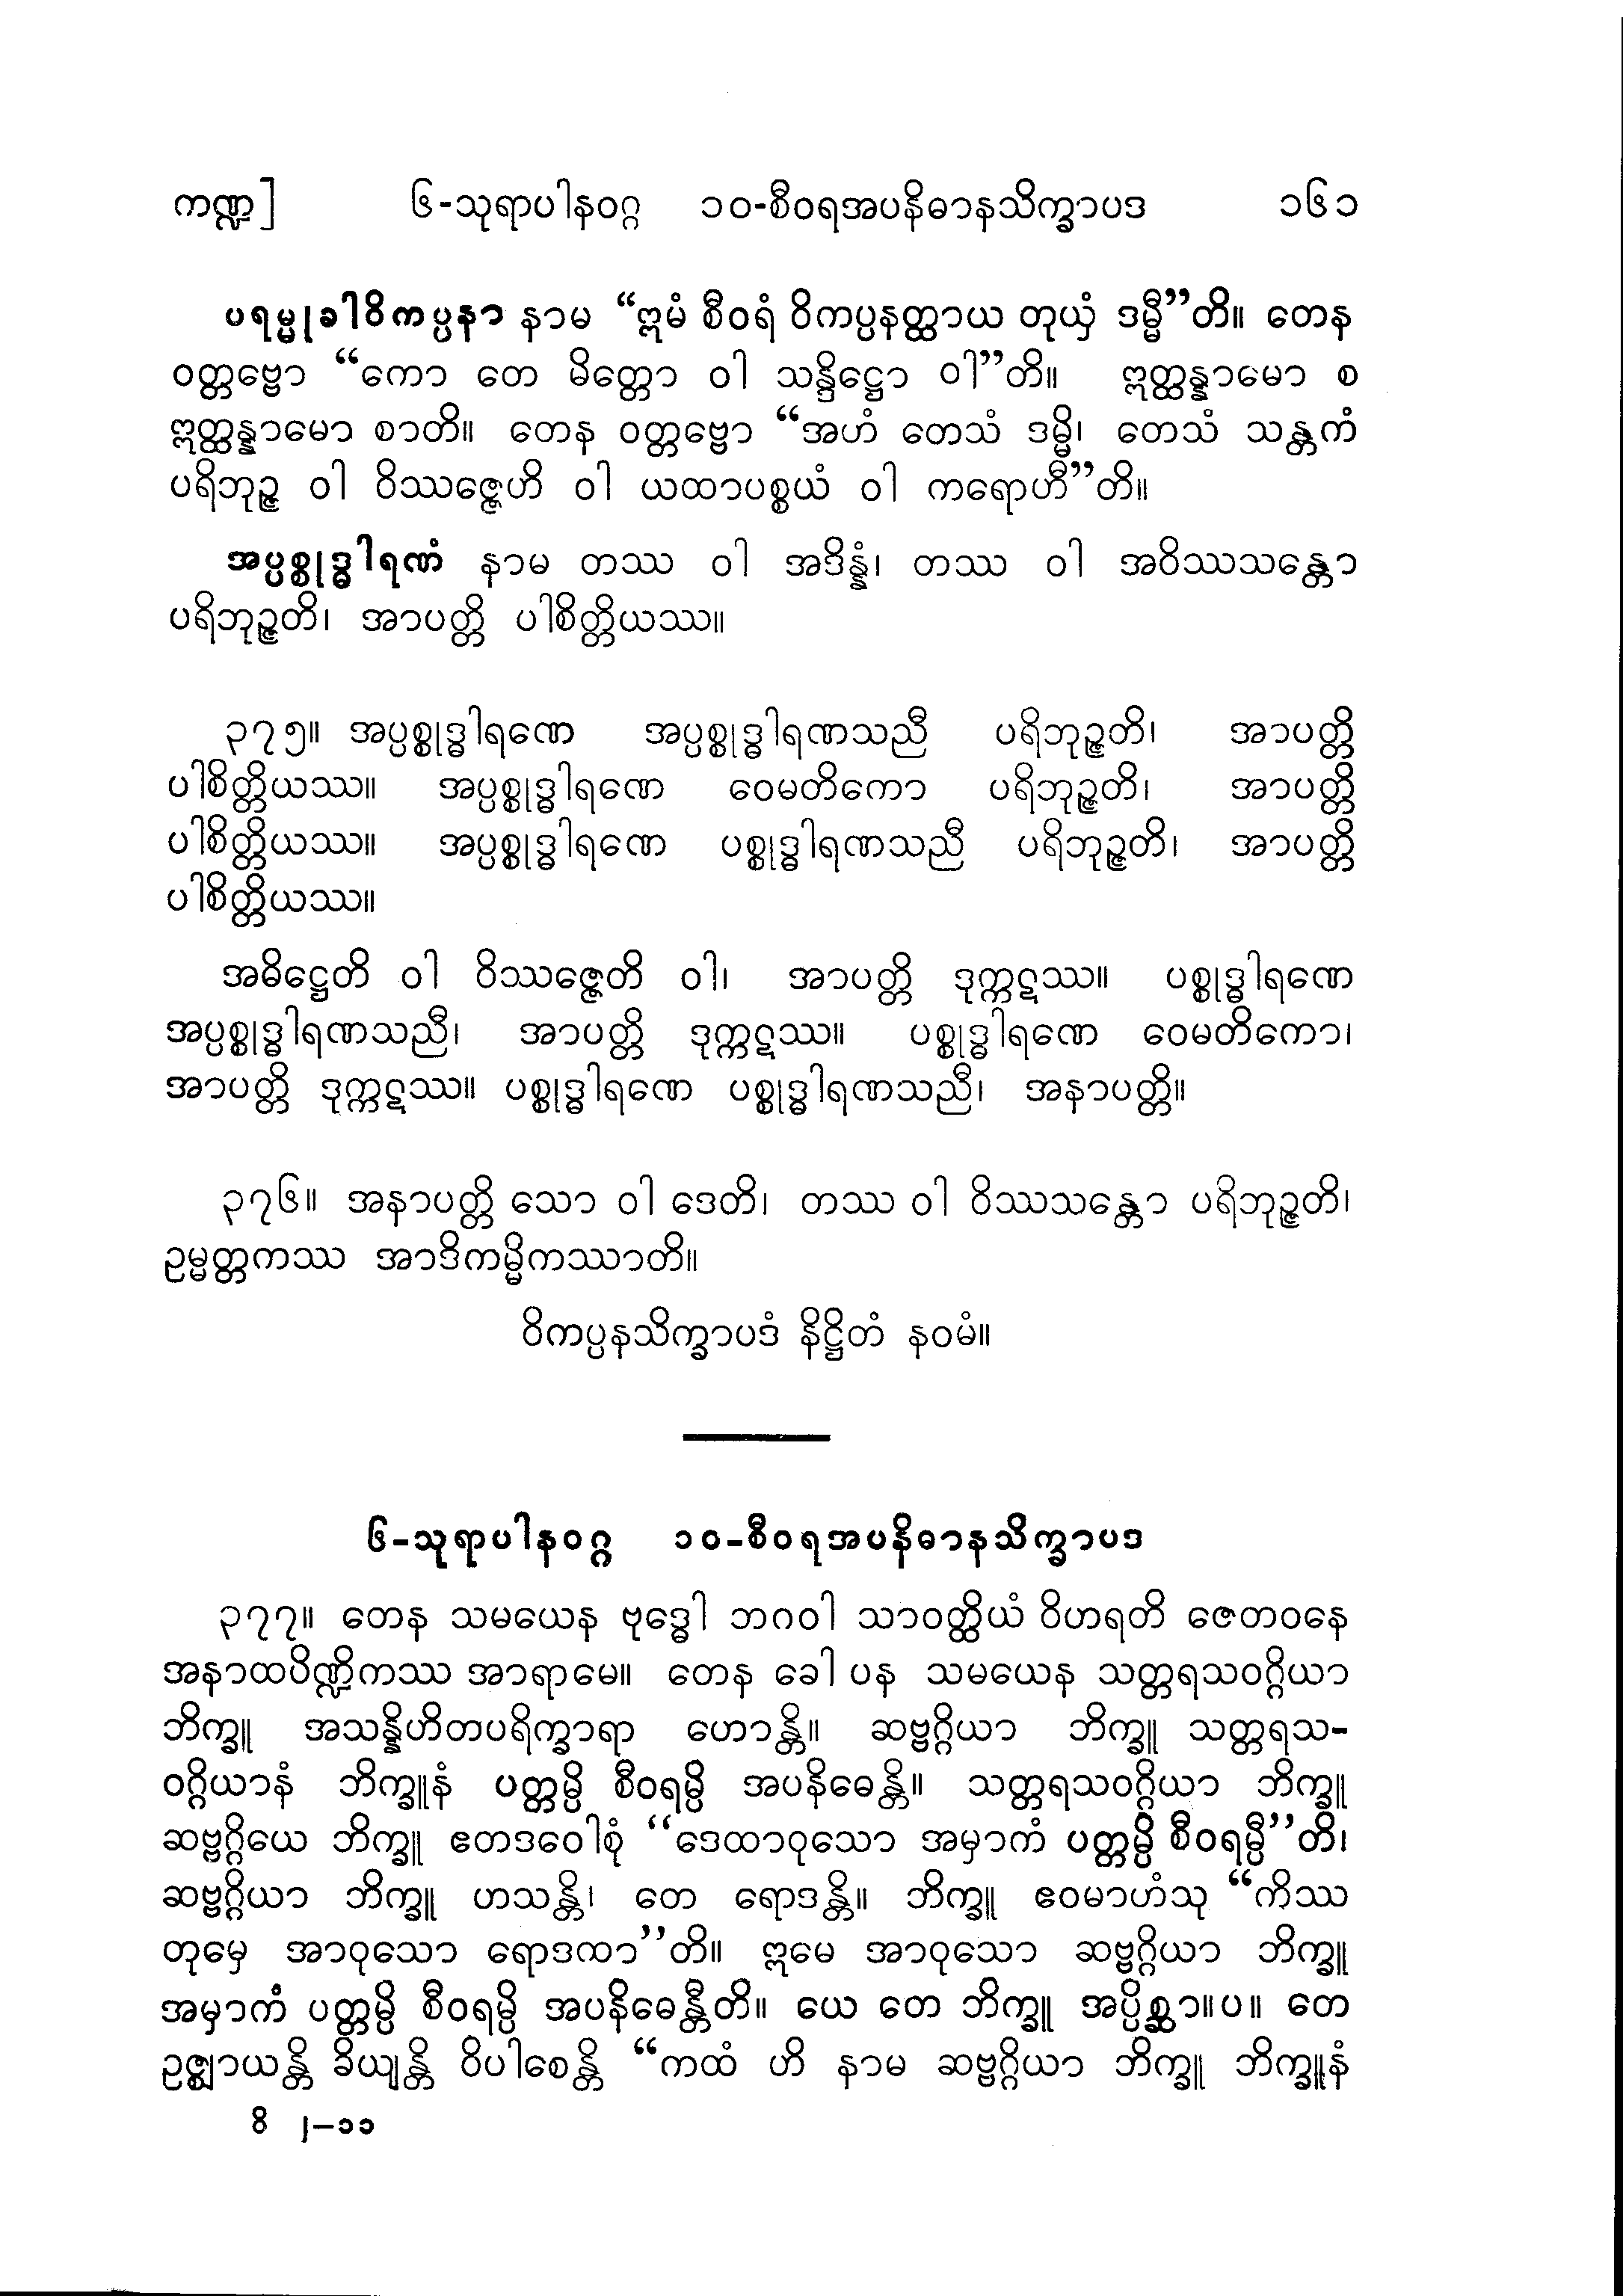 ကဏ္ဍ] ၆-သုရာပါနဝဂ္ဂ ၁၀-စီဝရအပနိဓာနသိက္ခာပဒ ၁၆၁
ပရမ္မုခါဝိကပ္ပနာ နာမ “ဣမံ စီဝရံ ဝိကပ္ပနတ္ထာယ တုယှံ ဒမ္မီ”တိ။ တေန
ဝတ္တဗ္ဗော “ကော တေ မိတ္တော ဝါ သန္ဒိဋ္ဌော ဝါ”တိ။ ဣတ္ထန္နာမော စ
ဣတ္ထန္နာမော စာတိ။ တေန ဝတ္တဗ္ဗော “အဟံ တေသံ ဒမ္မိ၊ တေသံ သန္တကံ
ပရိဘုဉ္ဇ ဝါ ဝိဿဇ္ဇေဟိ ဝါ ယထာပစ္စယံ ဝါ ကရောဟီ”တိ။
အပ္ပစ္စုဒ္ဓါရဏံ နာမ တဿ ဝါ အဒိန္နံ၊ တဿ ဝါ အဝိဿသန္တော
ပရိဘုဉ္ဇတိ၊ အာပတ္တိ ပါစိတ္တိယဿ။
၃၇၅။ အပ္ပစ္စုဒ္ဓါရဏေ အပ္ပစ္စုဒ္ဓါရဏသညီ ပရိဘုဉ္ဇတိ၊ အာပတ္တိ
ပါစိတ္တိယဿ။ အပ္ပစ္စုဒ္ဓါရဏေ ဝေမတိကော ပရိဘုဉ္ဇတိ၊ အာပတ္တိ
ပါစိတ္တိယဿ။ အပ္ပစ္စုဒ္ဓါရဏေ ပစ္စုဒ္ဓါရဏသညီ ပရိဘုဉ္ဇတိ၊ အာပတ္တိ
ပါစိတ္တိယဿ။
အဓိဋ္ဌေတိ ဝါ ဝိဿဇ္ဇေတိ ဝါ၊ အာပတ္တိ ဒုက္ကဋဿ။ ပစ္စုဒ္ဓါရဏေ
အပ္ပစ္စုဒ္ဓါရဏသညီ၊ အာပတ္တိ ဒုက္ကဋဿ။ ပစ္စုဒ္ဓါရဏေ ဝေမတိကော၊
အာပတ္တိ ဒုက္ကဋဿ။ ပစ္စုဒ္ဓါရဏေ ပစ္စုဒ္ဓါရဏသညီ၊ အနာပတ္တိ။
၃၇၆။ အနာပတ္တိ သော ဝါ ဒေတိ၊ တဿ ဝါ ဝိဿသန္တော ပရိဘုဉ္ဇတိ၊
ဥမ္မတ္တကဿ အာဒိကမ္မိကဿာတိ။
ဝိကပ္ပနသိက္ခာပဒံ နိဋ္ဌိတံ နဝမံ။
၆-သုရာပါနဝဂ္ဂ ၁၀-စီဝရအပနိဓာနသိက္ခာပဒ
၃၇၇။ တေန သမယေန ဗုဒ္ဓေါ ဘဂဝါ သာဝတ္ထိယံ ဝိဟရတိ ဇေတဝနေ
အနာထပိဏ္ဍိကဿ အာရာမေ။ တေန ခေါ ပန သမယေန သတ္တရသဝဂ္ဂိယာ
ဘိက္ခူ အသန္နိဟိတပရိက္ခာရာ ဟောန္တိ။ ဆဗ္ဗဂ္ဂိယာ ဘိက္ခူ သတ္တရသ-
ဝဂ္ဂိယာနံ ဘိက္ခူနံ ပတ္တမ္ပိ စီဝရမ္ပိ အပနိဓေန္တိ။ သတ္တရသဝဂ္ဂိယာ ဘိက္ခူ
ဆဗ္ဗဂ္ဂိယေ ဘိက္ခူ ဧတဒဝေါစုံ “ဒေထာဝုသော အမှာကံ ပတ္တမ္ပိ စီဝရမ္ပီ”တိ၊
ဆဗ္ဗဂ္ဂိယာ ဘိက္ခူ ဟသန္တိ၊ တေ ရောဒန္တိ။ ဘိက္ခူ ဧဝမာဟံသု “ကိဿ
တုမှေ အာဝုသော ရောဒထာ”တိ။ ဣမေ အာဝုသော ဆဗ္ဗဂ္ဂိယာ ဘိက္ခူ
အမှာကံ ပတ္တမ္ပိ စီဝရမ္ပိ အပနိဓေန္တီတိ။ ယေ တေ ဘိက္ခူ အပ္ပိစ္ဆာ။ပ။ တေ
ဥဇ္ဈာယန္တိ ခိယျန္တိ ဝိပါစေန္တိ “ကထံ ဟိ နာမ ဆဗ္ဗဂ္ဂိယာ ဘိက္ခူ ဘိက္ခူနံ
ဝိ ၂-၁၁